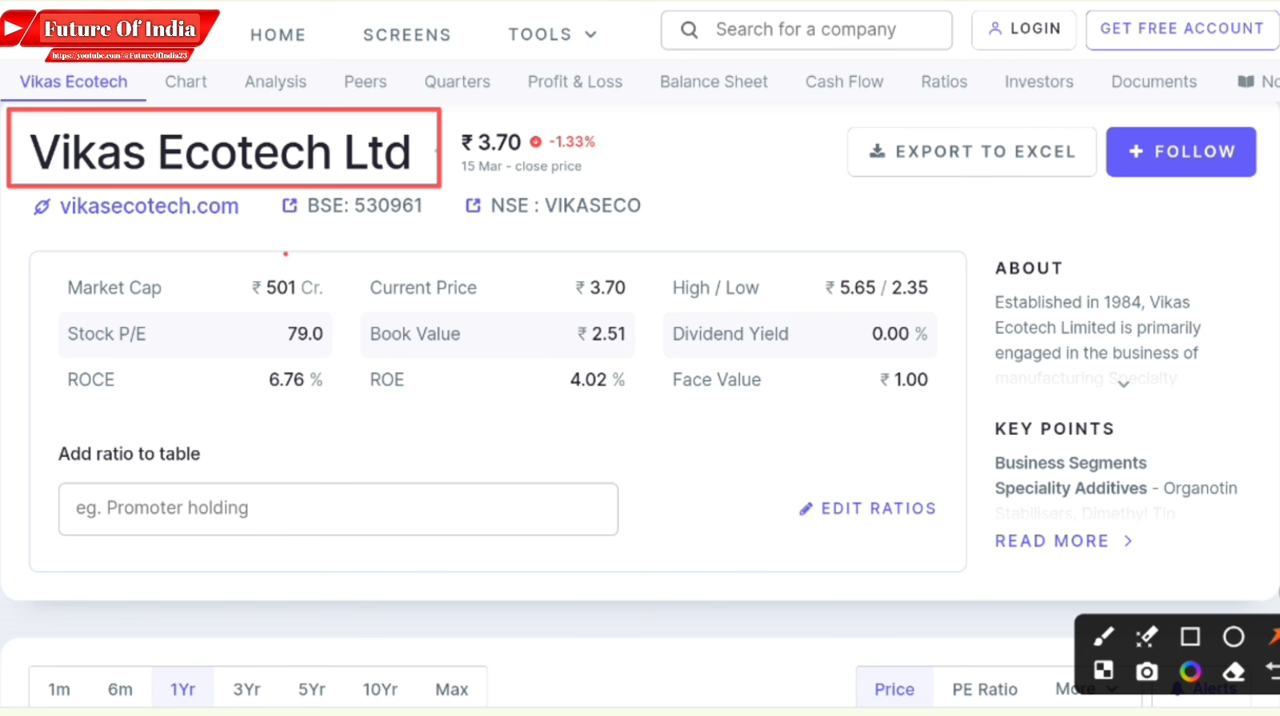 Future Of India
https://youtube.com/@FutureOfIndia23
HOME SCREENS TOOLS Search for a company LOGIN GET FREE ACCOUNT
Vikas Ecotech Chart Analysis Peers Quarters Profit & Loss Balance Sheet Cash Flow Ratios Investors Documents
Vikas Ecotech Ltd
₹ 3.70 -1.33%
15 Mar - close price
EXPORT TO EXCEL
+ FOLLOW
vikasecotech.com BSE: 530961 NSE : VIKASECO
Market Cap ₹ 501 Cr. Current Price ₹ 3.70 High / Low ₹ 5.65 / 2.35
Stock P/E 79.0 Book Value ₹ 2.51 Dividend Yield 0.00 %
ROCE 6.76 % ROE 4.02 % Face Value ₹ 1.00
Add ratio to table
eg. Promoter holding
EDIT RATIOS
ABOUT
Established in 1984, Vikas
Ecotech Limited is primarily
engaged in the business of
manufacturing Specialty
KEY POINTS
Business Segments
Speciality Additives - Organotin
Stabilisers, Dimethyl Tin
READ MORE
1m 6m 1Yr 3Yr 5Yr 10Yr Max
Price PE Ratio More Alerts